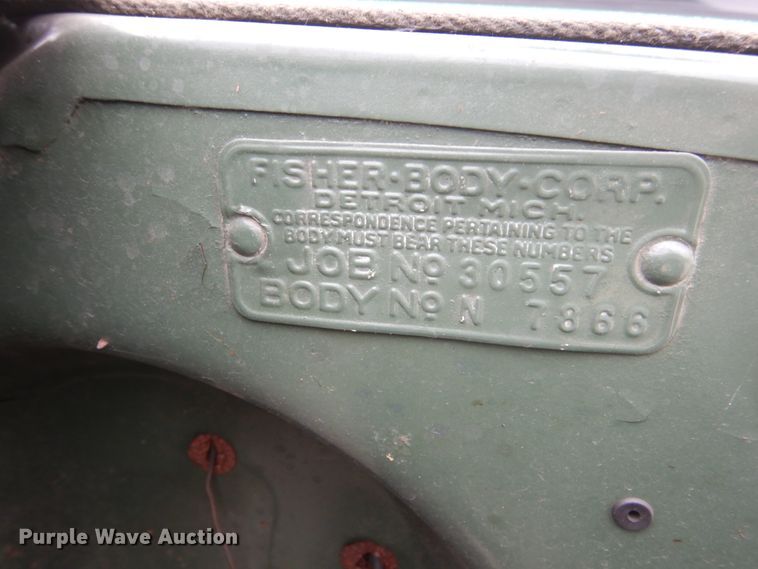 FISHER·BODY·CORP.
DETROIT MICH.
CORRESPONDENCE PERTAINING TO THE
BODY MUST BEAR THESE NUMBERS
JOB No 30557
BODY No N 7866
Purple Wave Auction